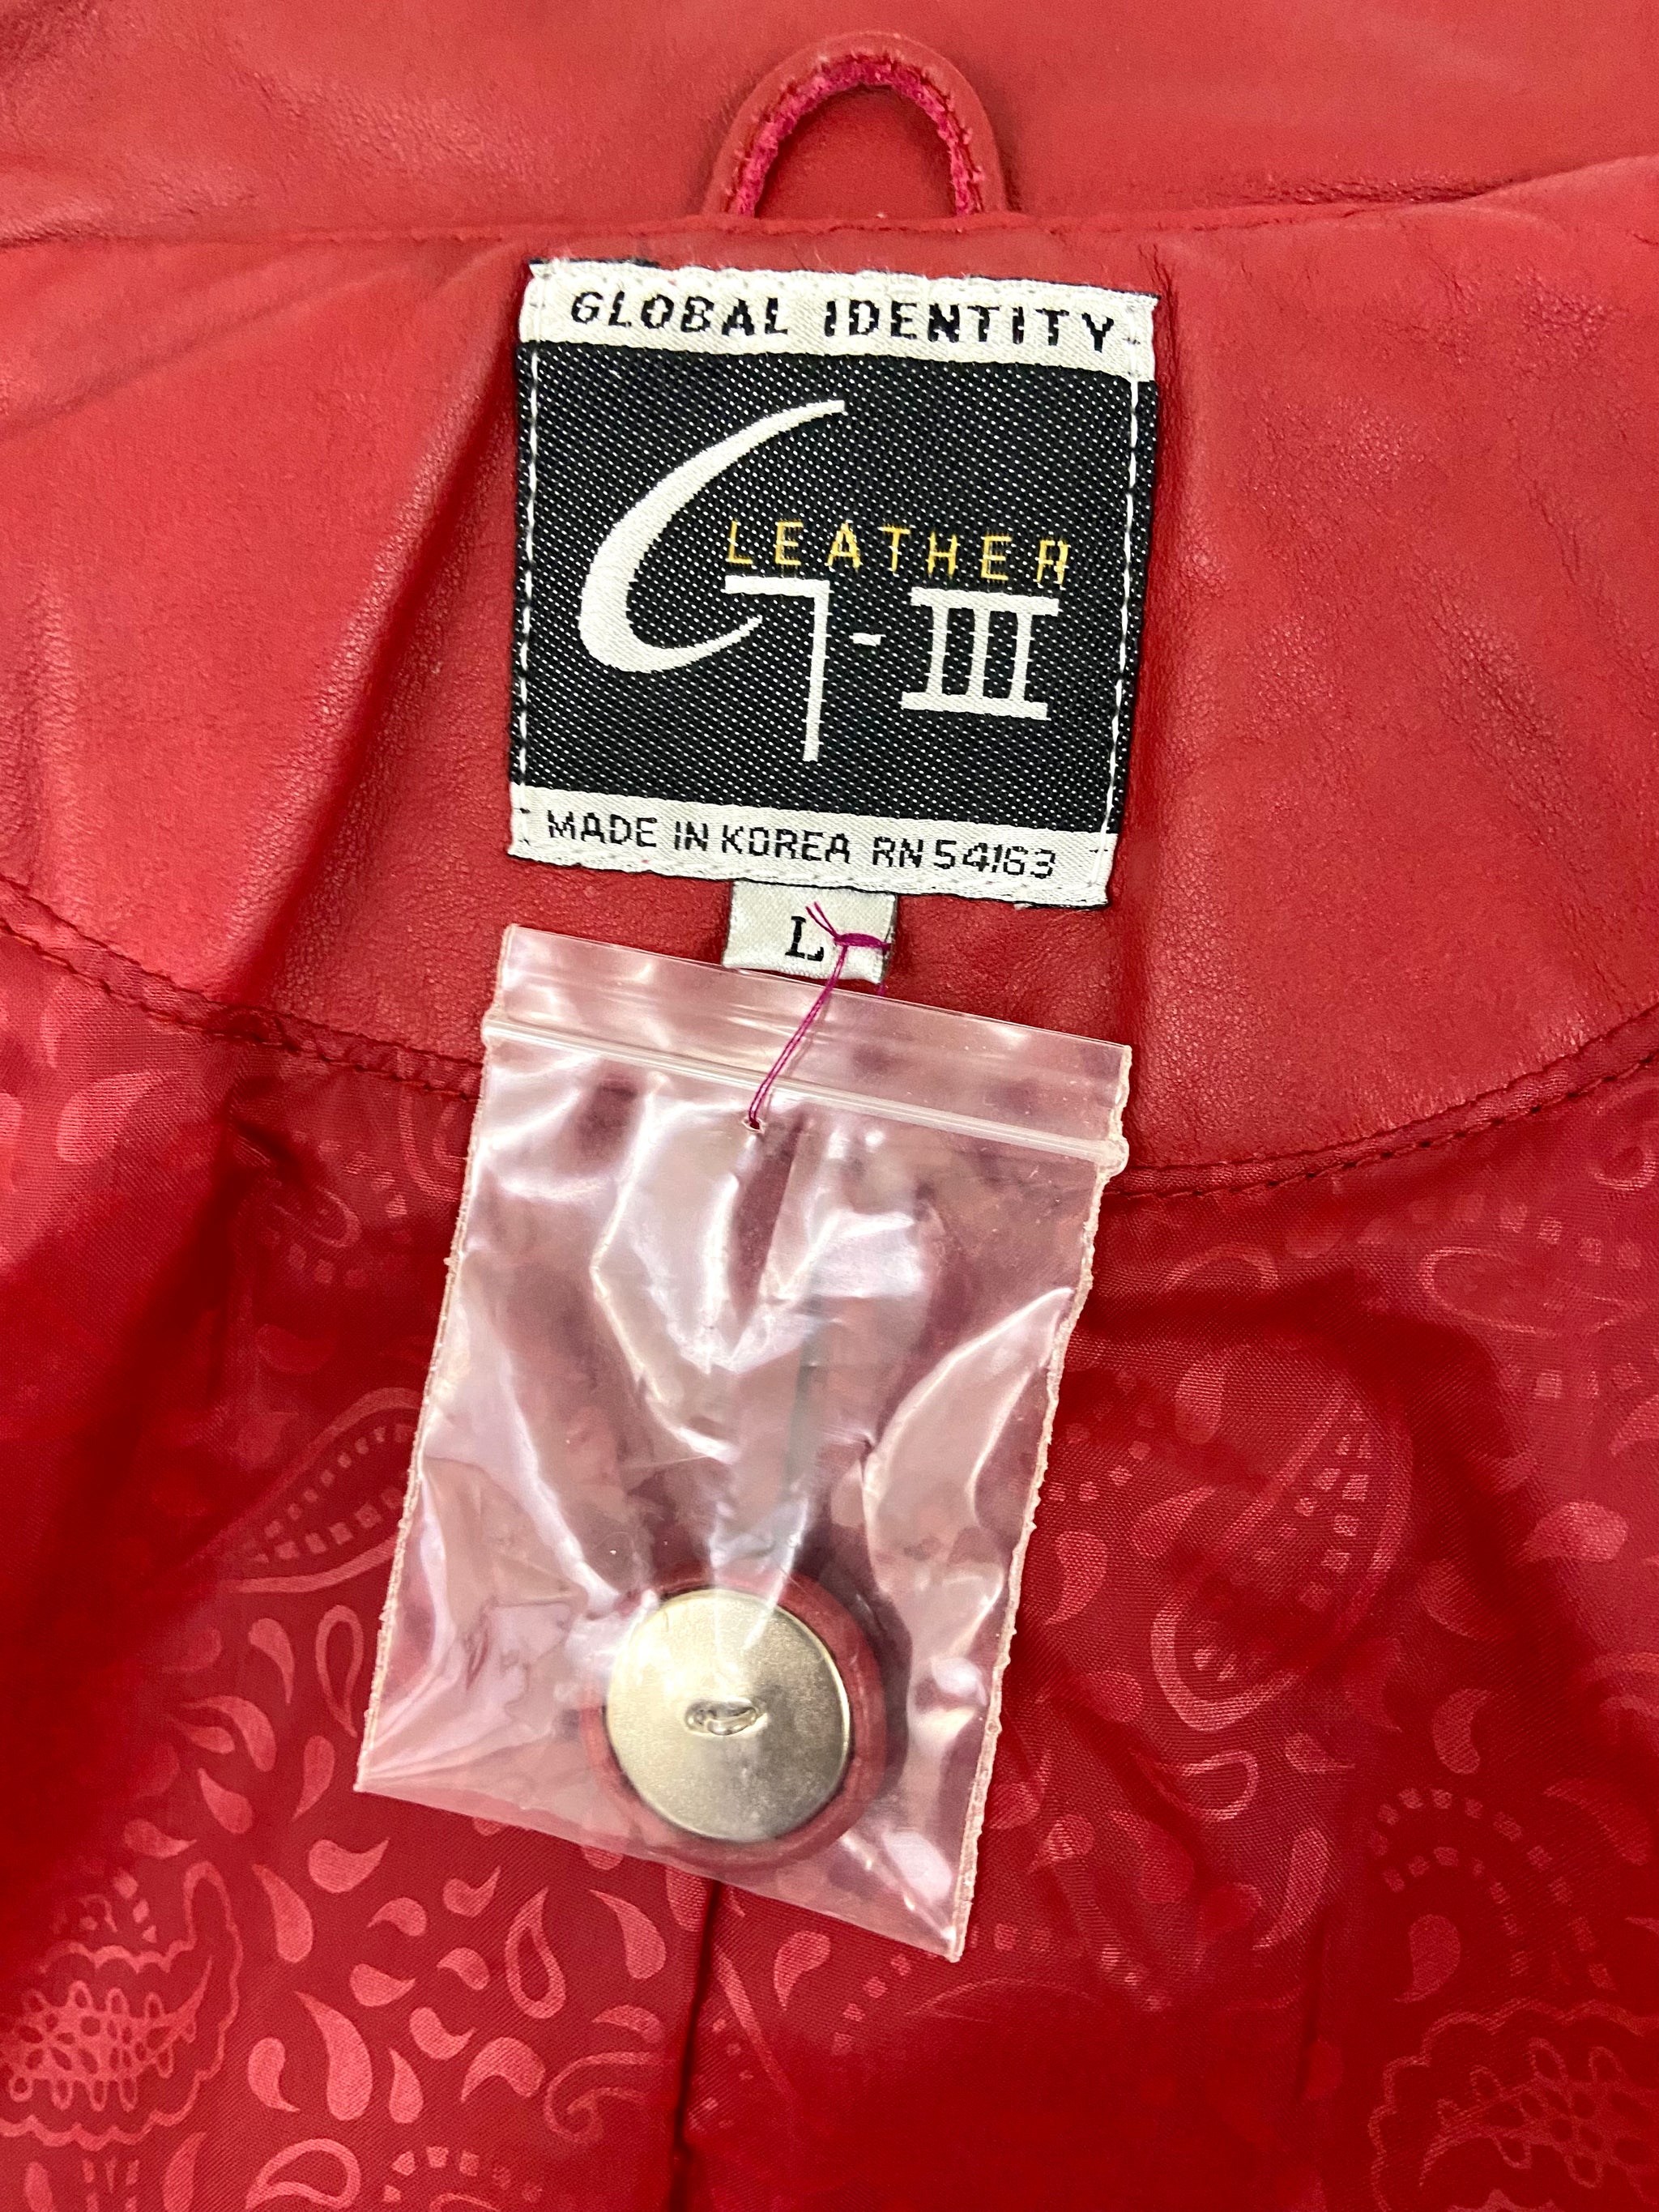 GLOBAL IDENTITY
LEATHER
G-III
MADE IN KOREA RN 54163
L